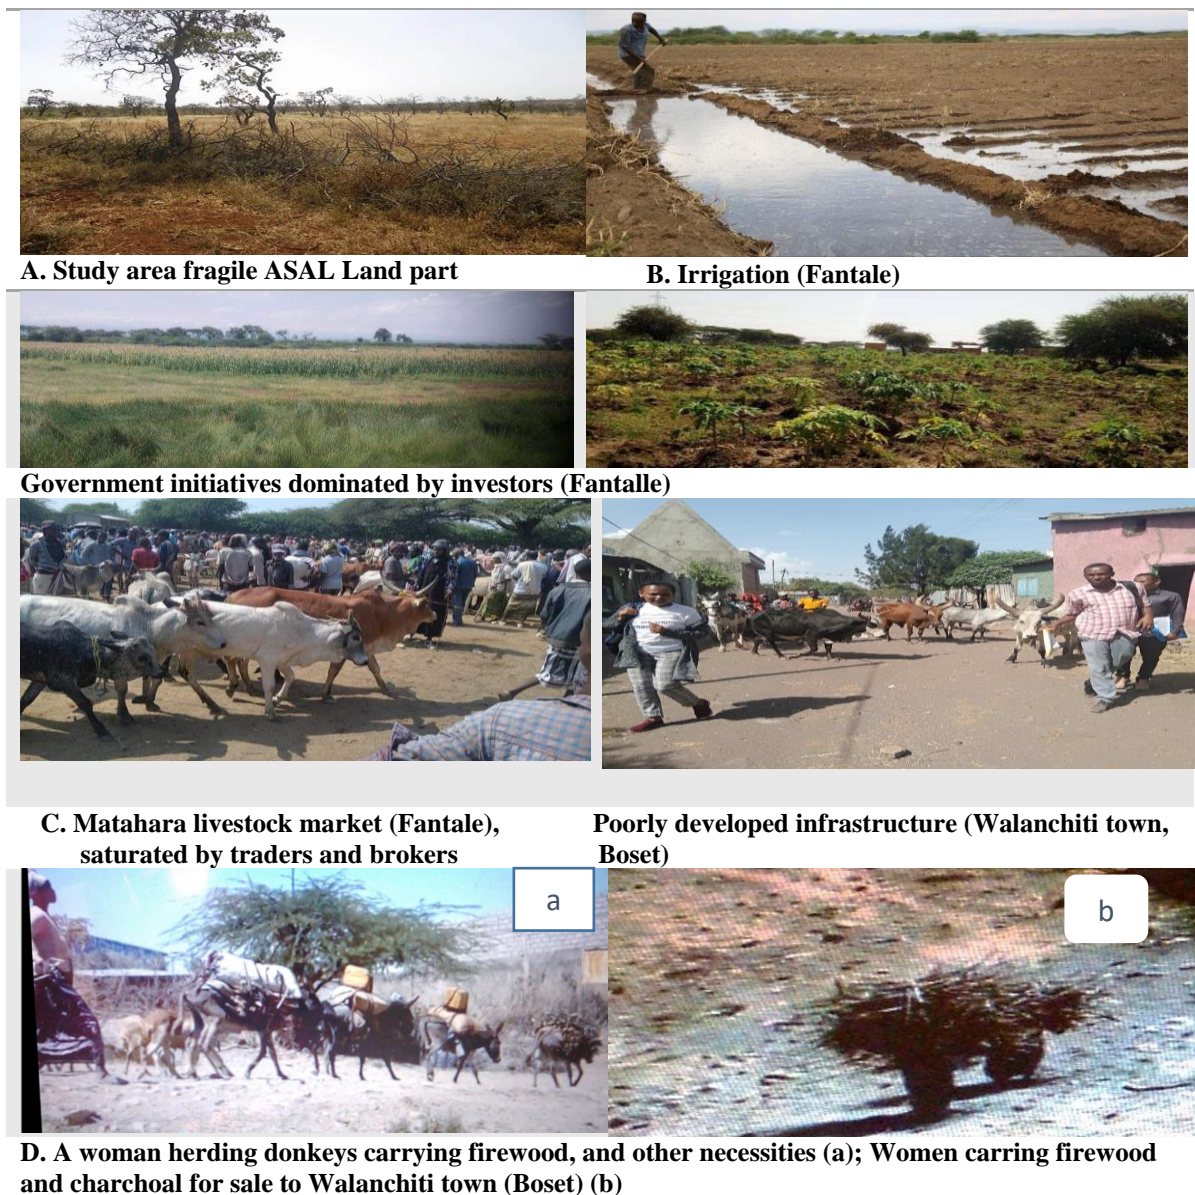 A. Study area fragile ASAL Land part
B. Irrigation (Fantale)
Government initiatives dominated by investors (Fantalle)
C. Matahara livestock market (Fantale),
saturated by traders and brokers
Poorly developed infrastructure (Walanchiti town,
Boset)
a
b
D. A woman herding donkeys carrying firewood, and other necessities (a); Women carring firewood
and charchoal for sale to Walanchiti town (Boset) (b)